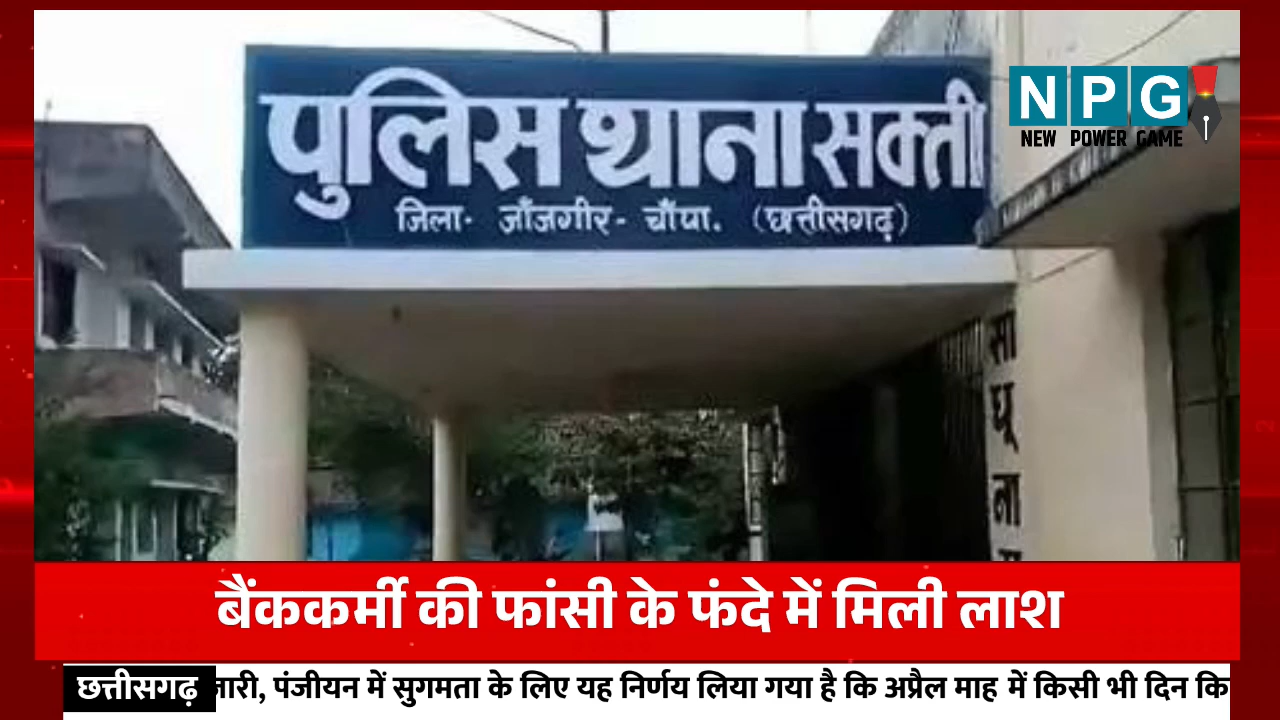 पुलिस थाना सक्ती
जिला- जाँजगीर- चाँपा. (छत्तीसगढ़)
NPG
NEW POWER GAME
सा
धू
ना
बैंककर्मी की फांसी के फंदे में मिली लाश
छत्तीसगढ़
पंजीयन में सुगमता के लिए यह निर्णय लिया गया है कि अप्रैल माह में किसी भी दिन कि